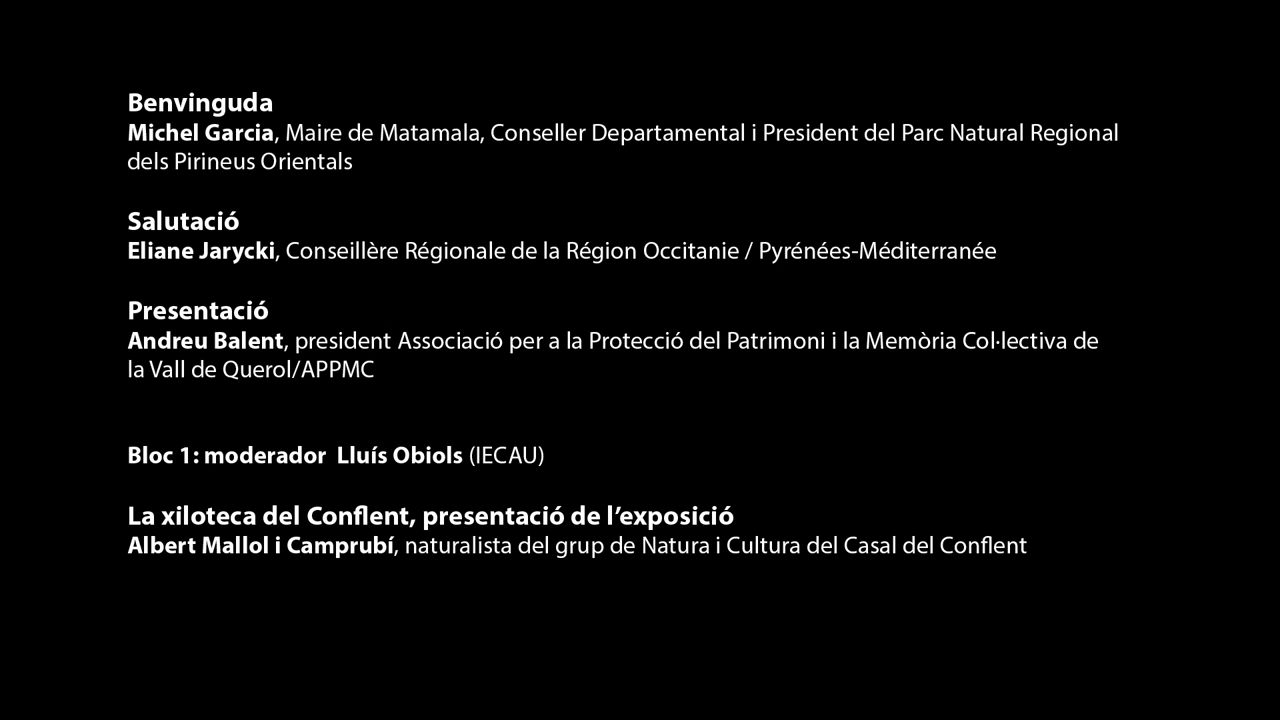 Benvinguda
Michel Garcia, Maire de Matamala, Conseller Departamental i President del Parc Natural Regional
dels Pirineus Orientals
Salutació
Eliane Jarycki, Conseillère Régionale de la Région Occitanie / Pyrénées-Méditerranée
Presentació
Andreu Balent, president Associació per a la Protecció del Patrimoni i la Memòria Col·lectiva de
la Vall de Querol/APPMC
Bloc 1: moderador  Lluís Obiols (IECAU)
La xiloteca del Conflent, presentació de l’exposició
Albert Mallol i Camprubí, naturalista del grup de Natura i Cultura del Casal del Conflent